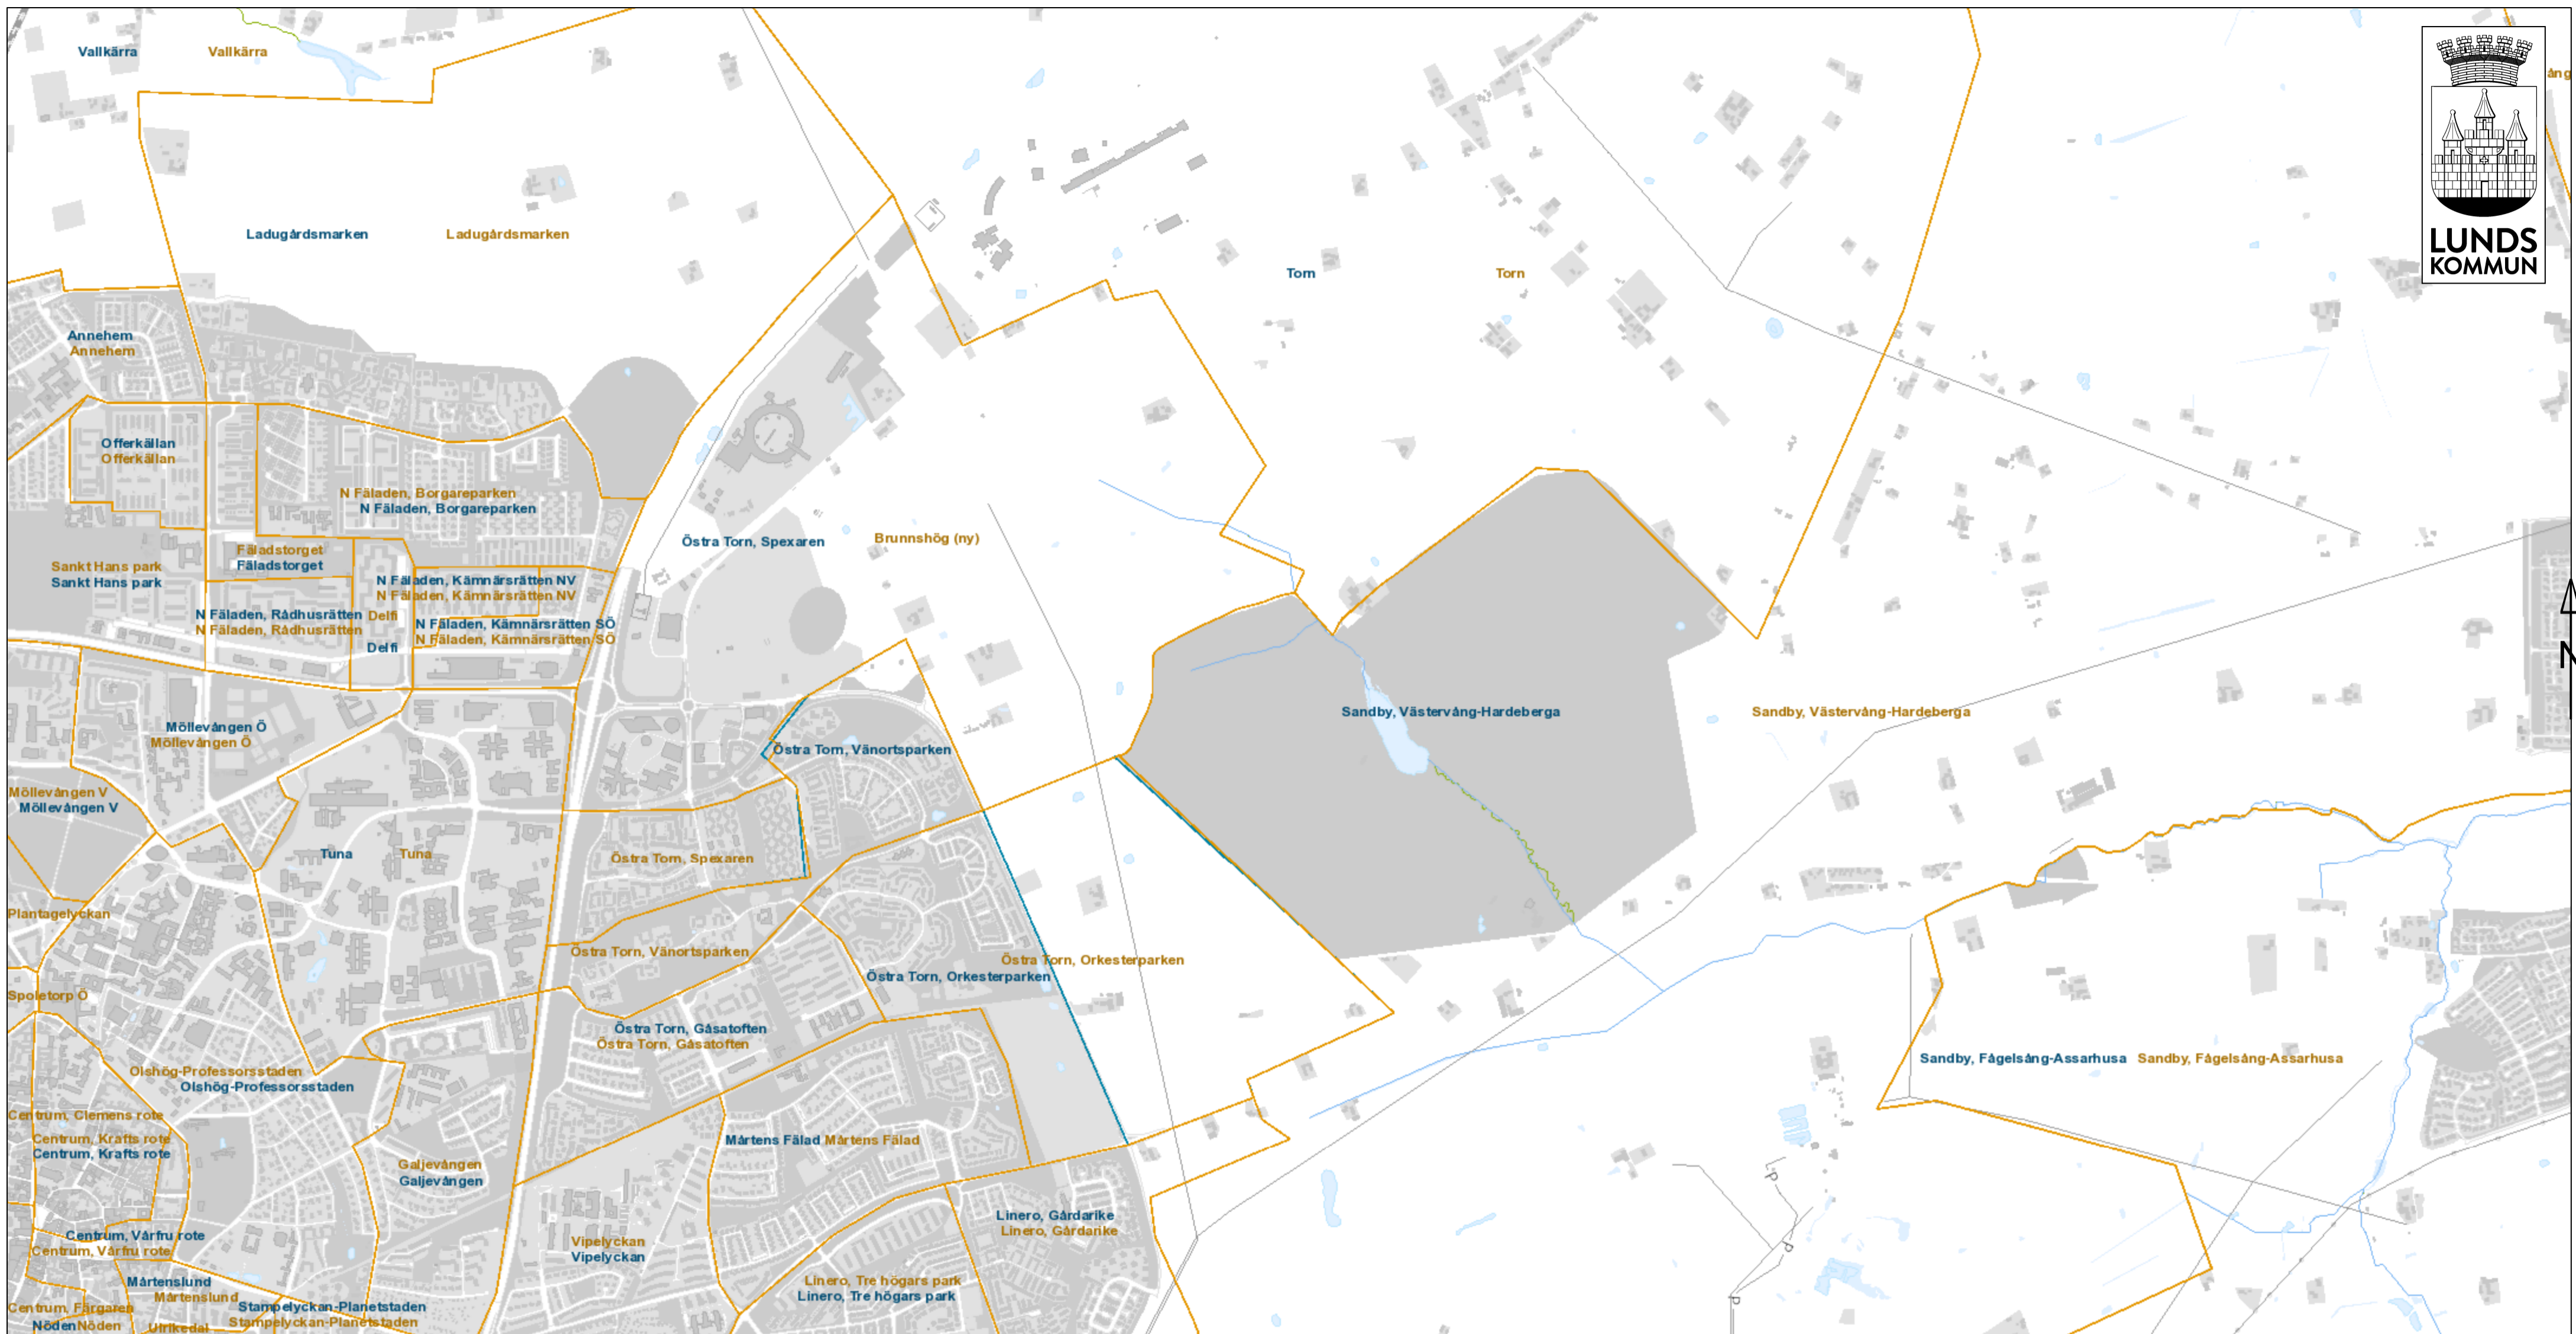 Vallkärra
Vallkärra
LUNDS
KOMMUN
Ladugårdsmarken
Ladugårdsmarken
Torn
Torn
Annehem
Annehem
Offerkällan
Offerkällan
N Fäladen, Borgareparken
N Fäladen, Borgareparken
Östra Torn, Spexaren
Brunnshög (ny)
Fäladstorget
Fäladstorget
Sankt Hans park
Sankt Hans park
N Fäladen, Kämnärsrätten NV
N Fäladen, Kämnärsrätten NV
N Fäladen, Rådhusrätten
N Fäladen, Rådhusrätten
Delfi
Delfi
N Fäladen, Kämnärsrätten SÖ
N Fäladen, Kämnärsrätten SÖ
N
Sandby, Västervång-Hardeberga
Sandby, Västervång-Hardeberga
Möllevången Ö
Möllevången Ö
Östra Torn, Vänortsparken
Möllevången V
Möllevången V
Tuna
Tuna
Östra Torn, Spexaren
Plantagelyckan
Östra Torn, Vänortsparken
Östra Torn, Orkesterparken
Östra Torn, Orkesterparken
Spoletorp Ö
Östra Torn, Gåsatoften
Östra Torn, Gåsatoften
Sandby, Fågelsång-Assarhusa
Sandby, Fågelsång-Assarhusa
Olshög-Professorsstaden
Olshög-Professorsstaden
Centrum, Clemens rote
Centrum, Krafts rote
Centrum, Krafts rote
Mårtens Fälad
Mårtens Fälad
Galjevången
Galjevången
P
P
P
Linero, Gårdarike
Linero, Gårdarike
Centrum, Vårfru rote
Centrum, Vårfru rote
Vipelyckan
Vipelyckan
Mårtenslund
Mårtenslund
Linero, Tre högars park
Linero, Tre högars park
Centrum, Färgaren
Stampelyckan-Planetstaden
Stampelyckan-Planetstaden
Nöden
Nöden
Ulrikedal